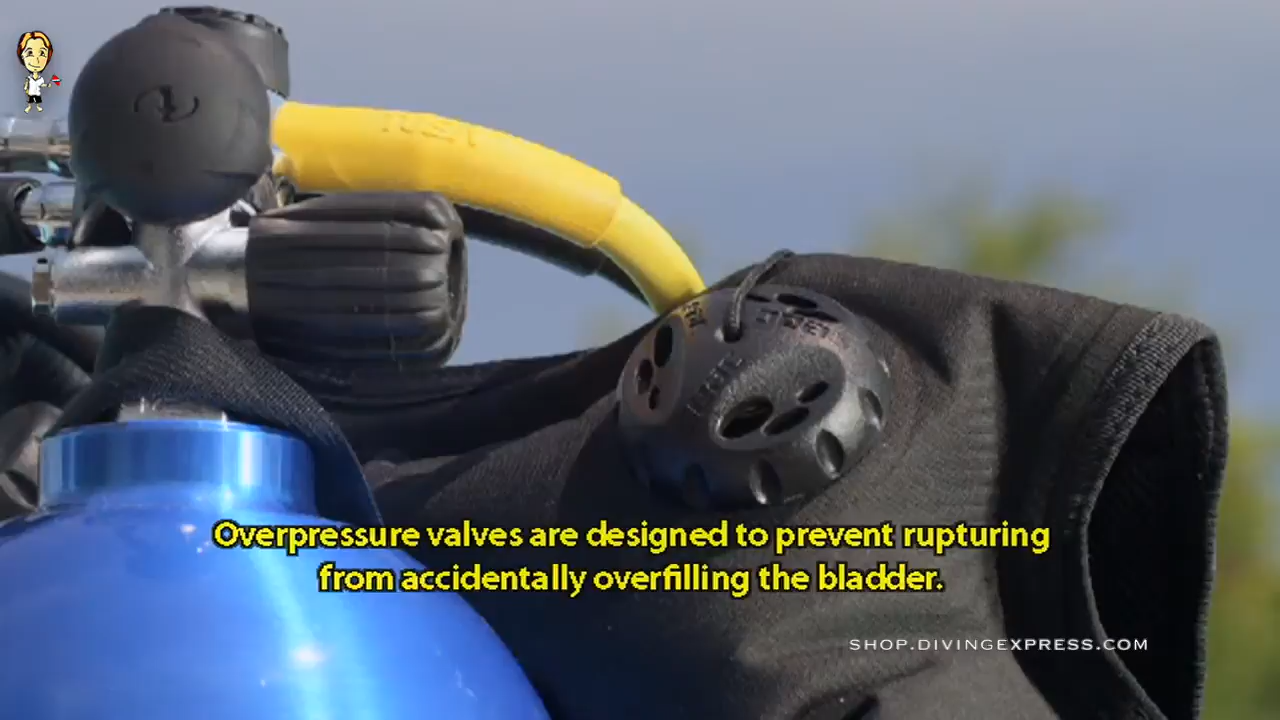 Overpressure valves are designed to prevent rupturing
from accidentally overfilling the bladder.
SHOP.DIVINGEXPRESS.COM